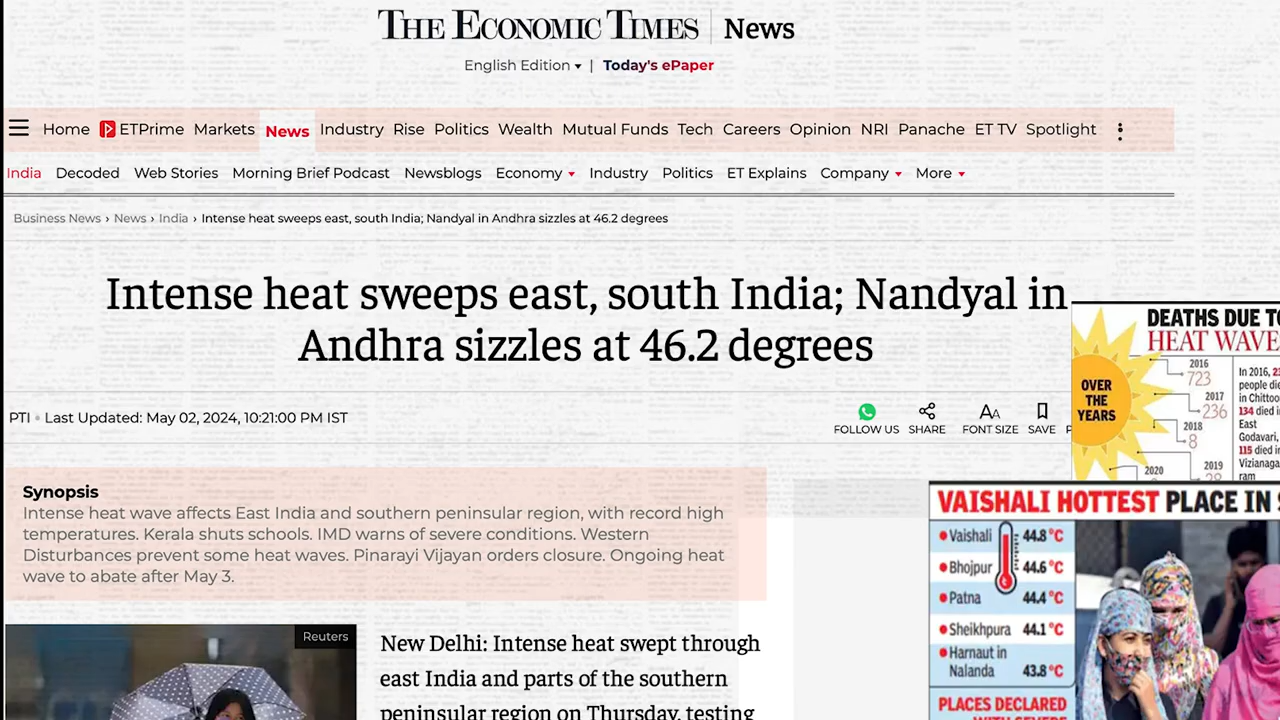 THE ECONOMIC TIMES | News
English Edition | Today's ePaper
Home ETPrime Markets News Industry Rise Politics Wealth Mutual Funds Tech Careers Opinion NRI Panache ET TV Spotlight
India Decoded Web Stories Morning Brief Podcast Newsblogs Economy Industry Politics ET Explains Company More
Business News › News › India › Intense heat sweeps east, south India; Nandyal in Andhra sizzles at 46.2 degrees
Intense heat sweeps east, south India; Nandyal in
Andhra sizzles at 46.2 degrees
PTI • Last Updated: May 02, 2024, 10:21:00 PM IST
FOLLOW US SHARE FONT SIZE SAVE
Synopsis
Intense heat wave affects East India and southern peninsular region, with record high
temperatures. Kerala shuts schools. IMD warns of severe conditions. Western
Disturbances prevent some heat waves. Pinarayi Vijayan orders closure. Ongoing heat
wave to abate after May 3.
Reuters
New Delhi: Intense heat swept through
east India and parts of the southern
peninsular region on Thursday, testing
DEATHS DUE TO
HEAT WAVE
OVER
THE
YEARS
2016
723
2017
236
2018
8
2019
2020
In 2016,
people die
in Chittoo
134 died in
East
Godavari,
115 died in
Vizianaga
ram
VAISHALI HOTTEST PLACE IN
Vaishali 44.8 °C
Bhojpur 44.6 °C
Patna 44.4 °C
Sheikhpura 44.1 °C
Harnaut in
Nalanda 43.8 °C
PLACES DECLARED
WITH SEVERE